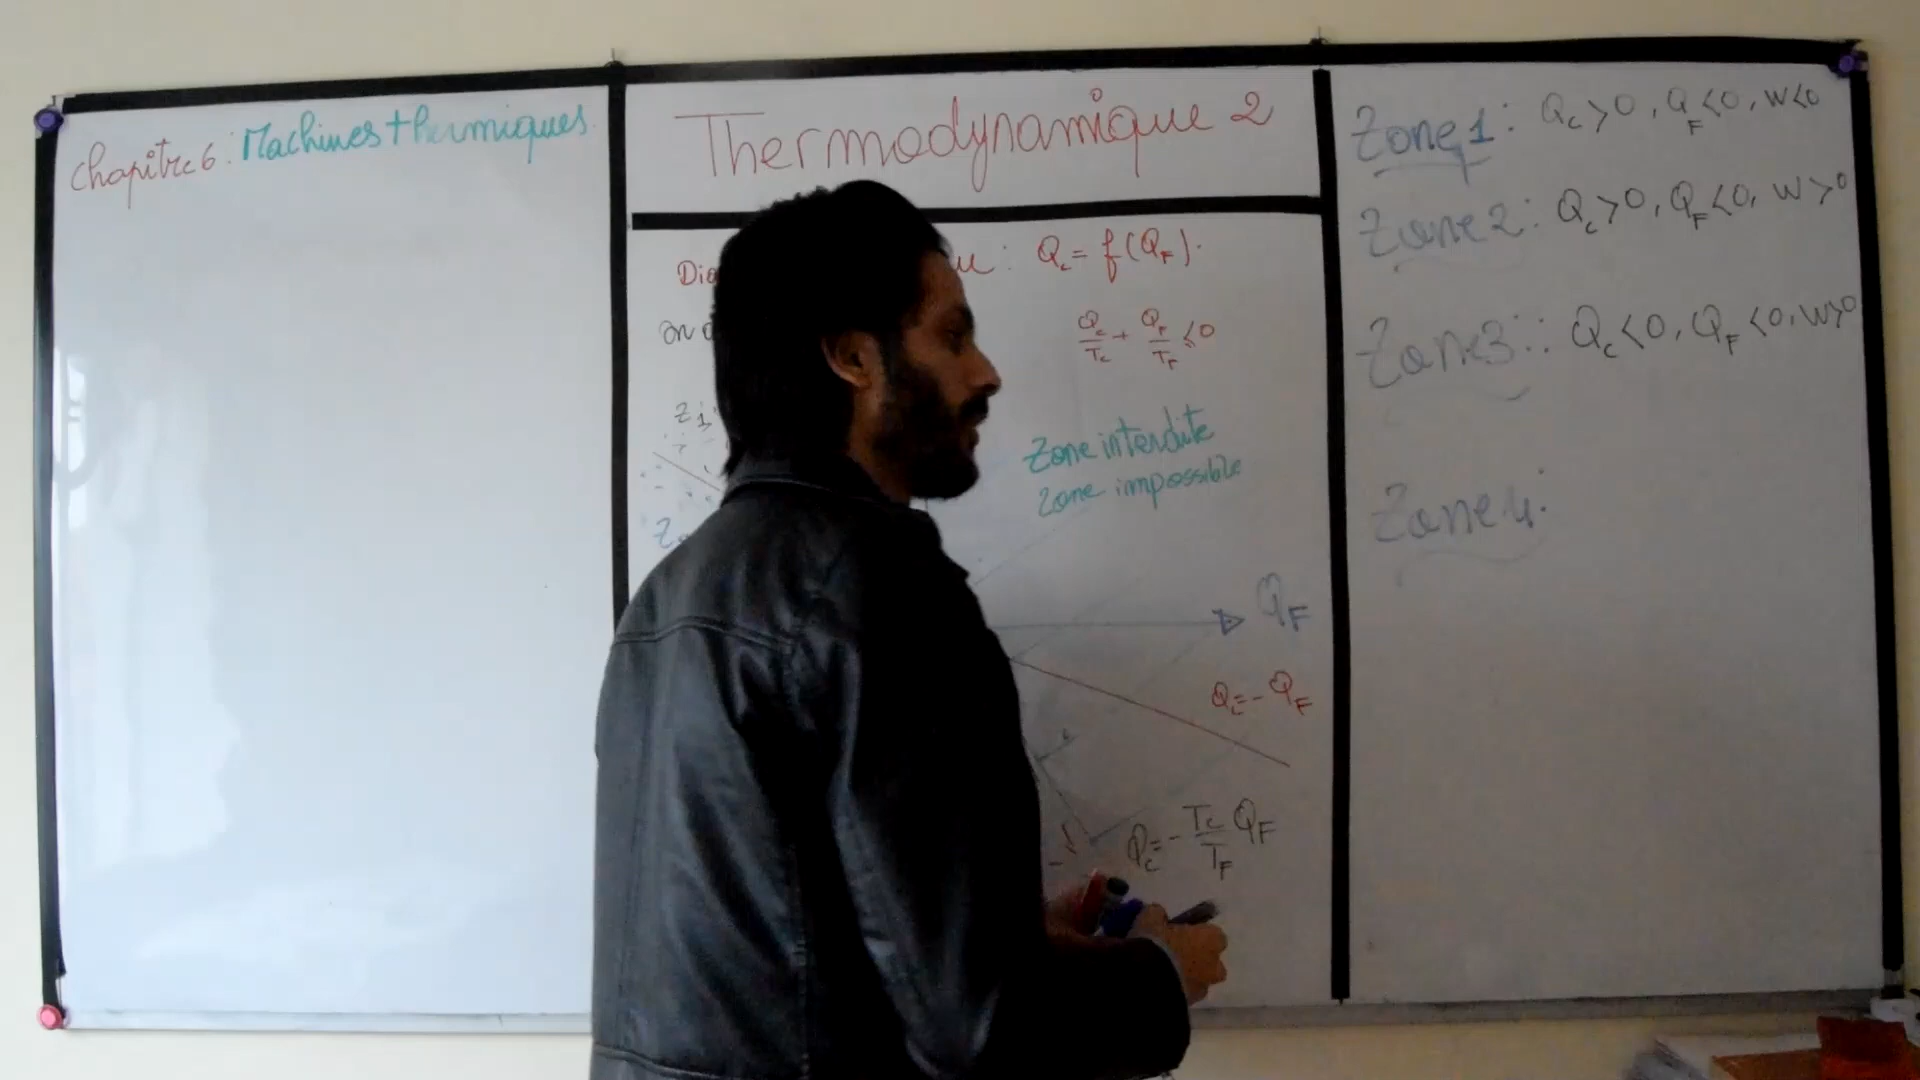 Chapitre 6: Machines thermiques
Thermodynamique 2
: Qc = f(QF).
on
Qc/Tc + QF/TF ≤ 0
Z1
Zone interdite
Zone impossible
QF
Qc = - QF
Qc = - Tc/TF QF
Zone 1: Qc > 0, QF < 0, W < 0
Zone 2: Qc > 0, QF < 0, W > 0
Zone 3: Qc < 0, QF < 0, W > 0
Zone 4: